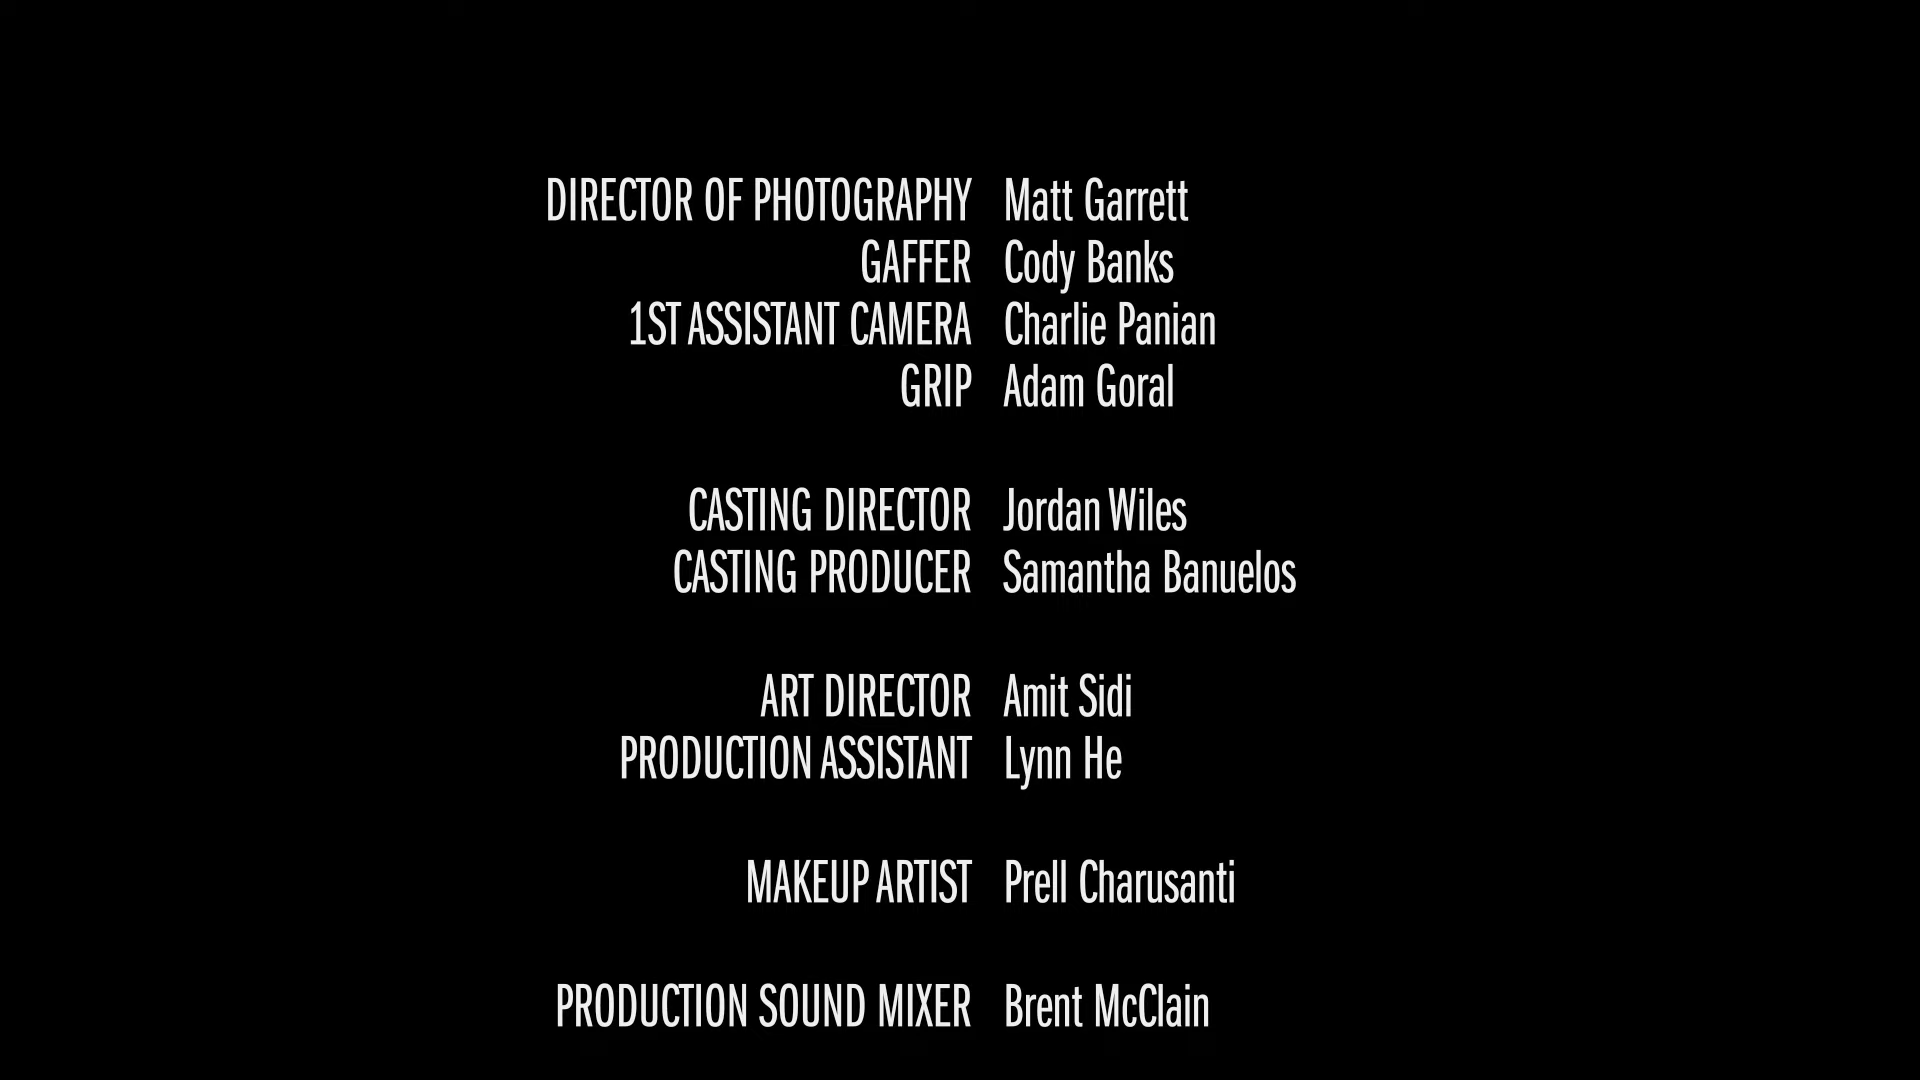 DIRECTOR OF PHOTOGRAPHY Matt Garrett
GAFFER Cody Banks
1ST ASSISTANT CAMERA Charlie Panian
GRIP Adam Goral
CASTING DIRECTOR Jordan Wiles
CASTING PRODUCER Samantha Banuelos
ART DIRECTOR Amit Sidi
PRODUCTION ASSISTANT Lynn He
MAKEUP ARTIST Prell Charusanti
PRODUCTION SOUND MIXER Brent McClain